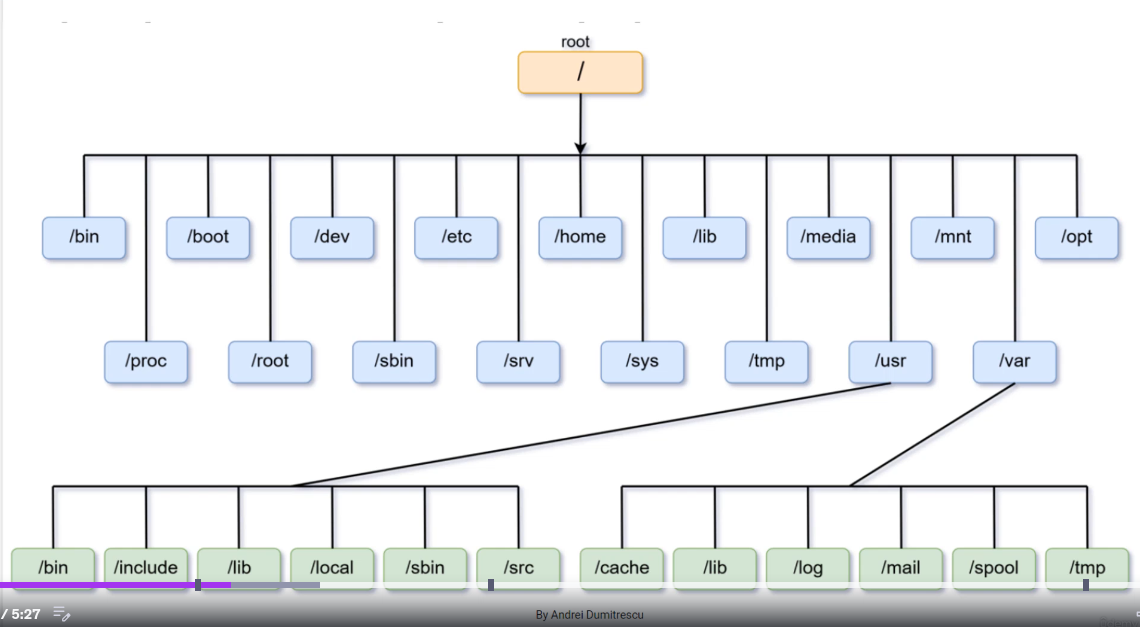 root
/
/bin /boot /dev /etc /home /lib /media /mnt /opt
/proc /root /sbin /srv /sys /tmp /usr /var
/bin /include /lib /local /sbin /src /cache /lib /log /mail /spool /tmp
/ 5:27
By Andrei Dumitrescu